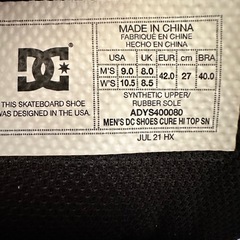 DC
MADE IN CHINA
FABRIQUÉ EN CHINE
HECHO EN CHINA
USA UK EUR cm BRA
M'S 9.0 8.0 42.0 27 40.0
W'S 10.5 8.5
THIS SKATEBOARD SHOE
WAS DESIGNED IN THE USA.
SYNTHETIC UPPER/
RUBBER SOLE
ADYS400080
MEN'S DC SHOES CURE HI TOP SN
JUL 21 HX